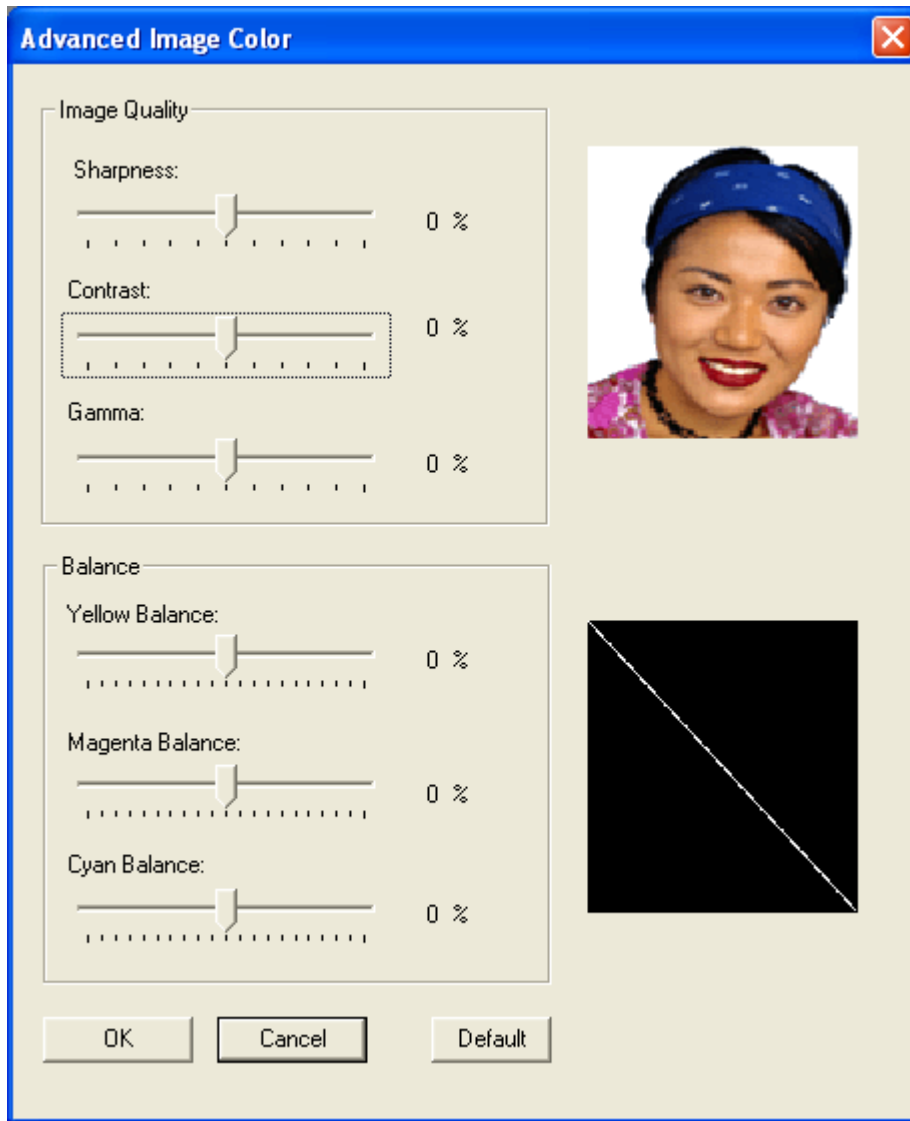 Advanced Image Color
Image Quality
Sharpness:
0 %
Contrast:
0 %
Gamma:
0 %
Balance
Yellow Balance:
0 %
Magenta Balance:
0 %
Cyan Balance:
0 %
OK Cancel Default